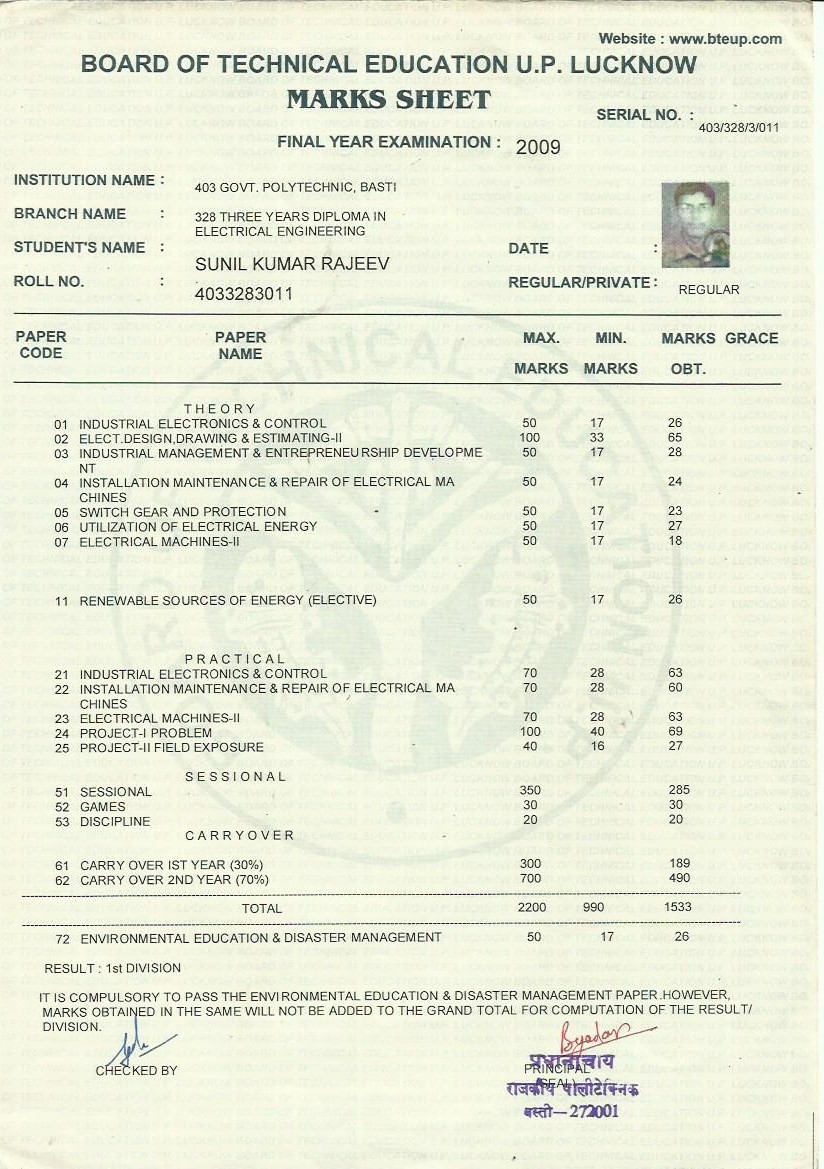 Website : www.bteup.com
BOARD OF TECHNICAL EDUCATION U.P. LUCKNOW
MARKS SHEET
SERIAL NO. : 403/328/3/011
FINAL YEAR EXAMINATION : 2009
INSTITUTION NAME : 403 GOVT. POLYTECHNIC, BASTI
BRANCH NAME : 328 THREE YEARS DIPLOMA IN
ELECTRICAL ENGINEERING
STUDENT'S NAME : SUNIL KUMAR RAJEEV
DATE :
ROLL NO. : 4033283011
REGULAR/PRIVATE : REGULAR
PAPER CODE PAPER NAME MAX. MARKS MIN. MARKS MARKS OBT. GRACE
THEORY
01 INDUSTRIAL ELECTRONICS & CONTROL 50 17 26
02 ELECT.DESIGN,DRAWING & ESTIMATING-II 100 33 65
03 INDUSTRIAL MANAGEMENT & ENTREPRENEURSHIP DEVELOPME 50 17 28
NT
04 INSTALLATION MAINTENANCE & REPAIR OF ELECTRICAL MA 50 17 24
CHINES
05 SWITCH GEAR AND PROTECTION 50 17 23
06 UTILIZATION OF ELECTRICAL ENERGY 50 17 27
07 ELECTRICAL MACHINES-II 50 17 18
11 RENEWABLE SOURCES OF ENERGY (ELECTIVE) 50 17 26
PRACTICAL
21 INDUSTRIAL ELECTRONICS & CONTROL 70 28 63
22 INSTALLATION MAINTENANCE & REPAIR OF ELECTRICAL MA 70 28 60
CHINES
23 ELECTRICAL MACHINES-II 70 28 63
24 PROJECT-I PROBLEM 100 40 69
25 PROJECT-II FIELD EXPOSURE 40 16 27
SESSIONAL
51 SESSIONAL 350 285
52 GAMES 30 30
53 DISCIPLINE 20 20
CARRYOVER
61 CARRY OVER IST YEAR (30%) 300 189
62 CARRY OVER 2ND YEAR (70%) 700 490
TOTAL 2200 990 1533
72 ENVIRONMENTAL EDUCATION & DISASTER MANAGEMENT 50 17 26
RESULT : 1st DIVISION
IT IS COMPULSORY TO PASS THE ENVIRONMENTAL EDUCATION & DISASTER MANAGEMENT PAPER.HOWEVER,
MARKS OBTAINED IN THE SAME WILL NOT BE ADDED TO THE GRAND TOTAL FOR COMPUTATION OF THE RESULT/
DIVISION.
CHECKED BY
प्रधानाचार्य
PRINCIPAL
(SEAL)
राजकीय पोलीटेक्निक
बस्ती-272001